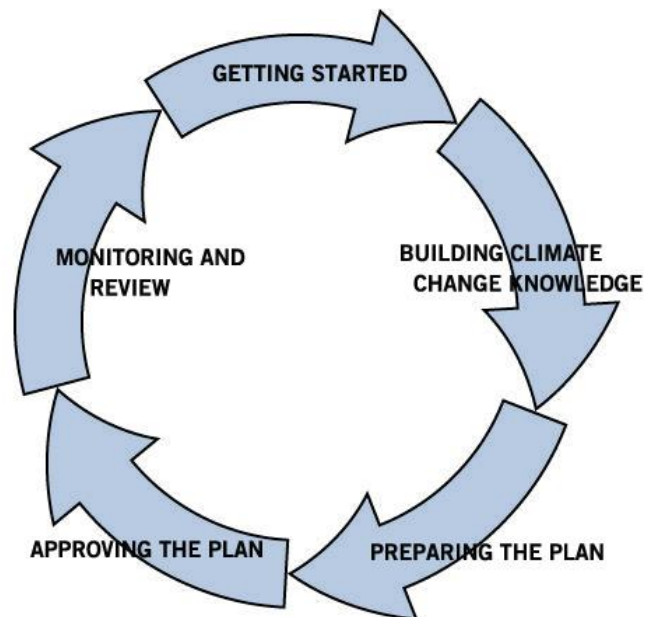 GETTING STARTED
BUILDING CLIMATE
CHANGE KNOWLEDGE
PREPARING THE PLAN
APPROVING THE PLAN
MONITORING AND
REVIEW